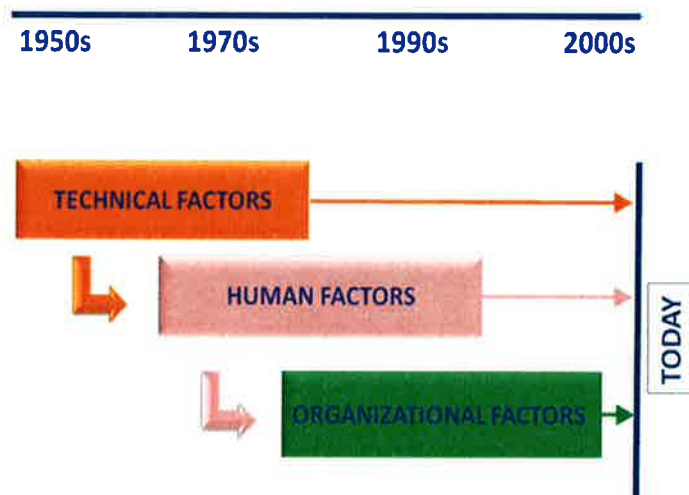 1950s 1970s 1990s 2000s
TECHNICAL FACTORS
HUMAN FACTORS
TODAY
ORGANIZATIONAL FACTORS